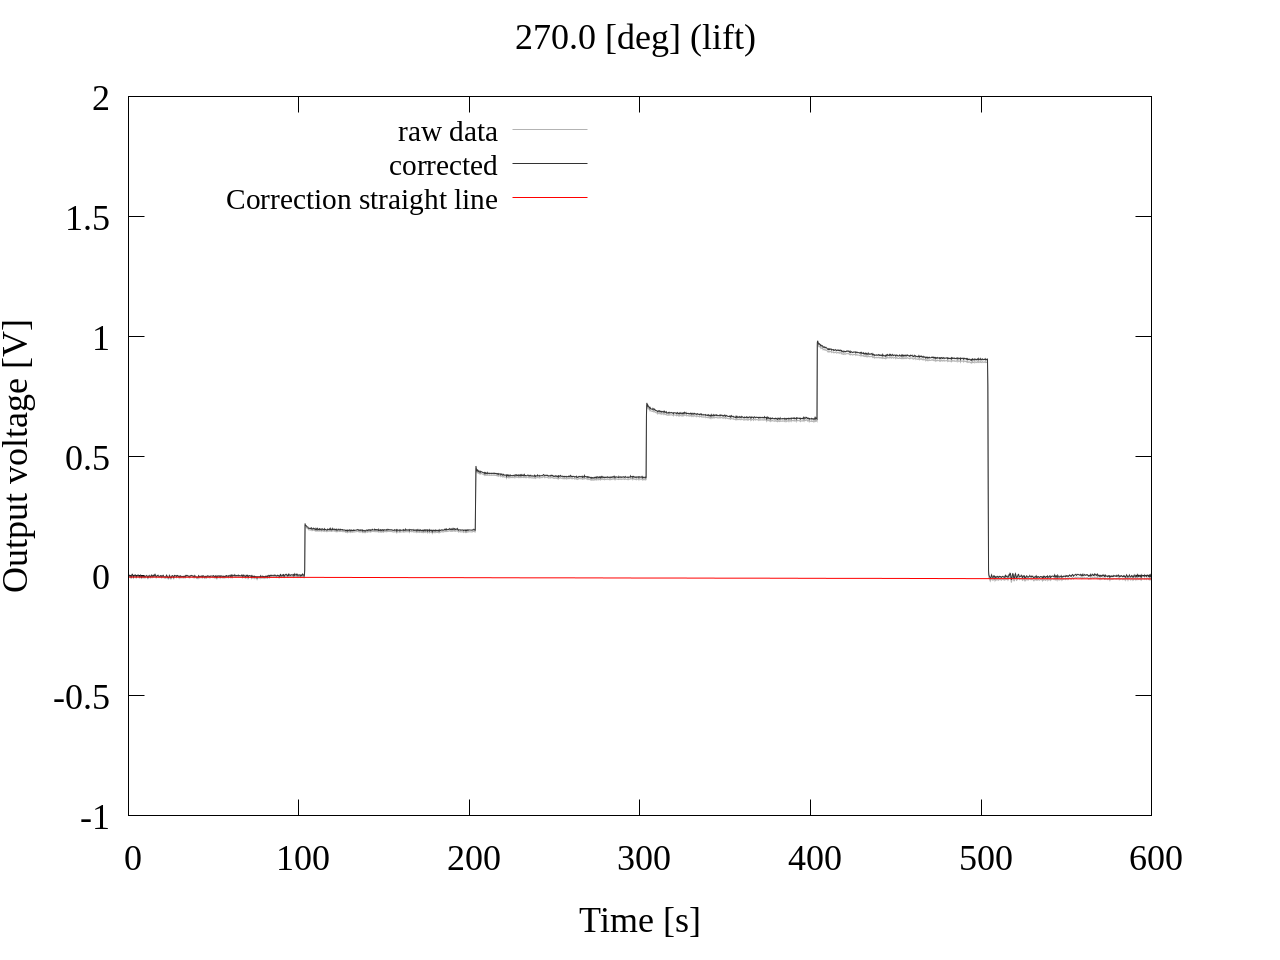 270.0 [deg] (lift)
2
1.5
1
0.5
0
-0.5
-1
raw data
corrected
Correction straight line
Output voltage [V]
0 100 200 300 400 500 600
Time [s]